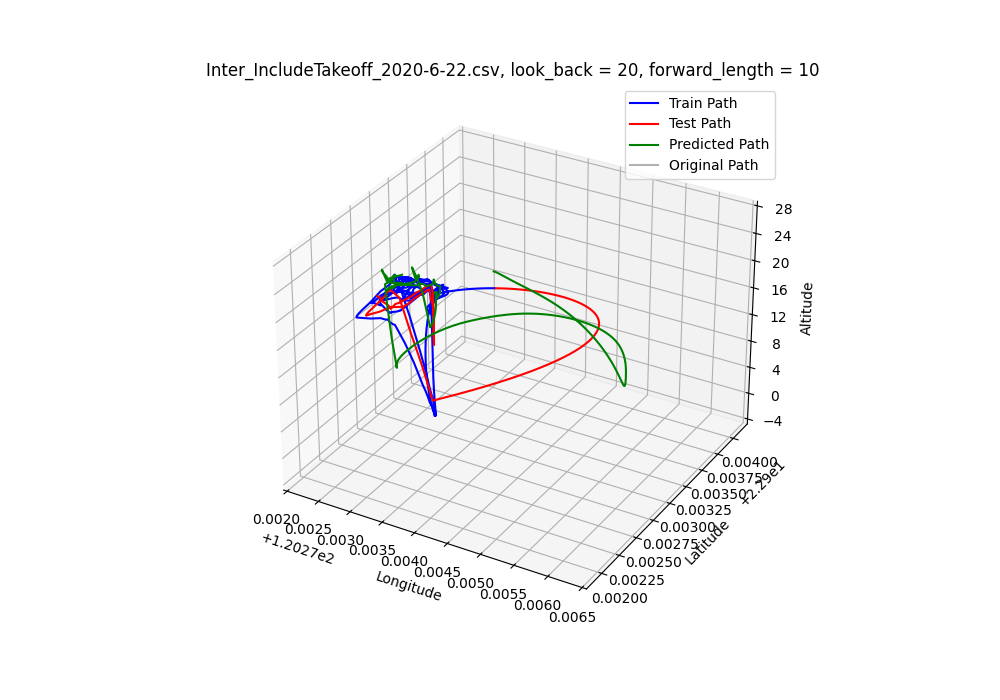 Inter_IncludeTakeoff_2020-6-22.csv, look_back = 20, forward_length = 10
Train Path
Test Path
Predicted Path
Original Path
28
24
20
16
12
8
4
0
−4
Altitude
0.00400
0.00375
0.00350
0.00325
0.00300
0.00275
0.00250
0.00225
0.00200
+2.29e1
Latitude
0.0020
0.0025
0.0030
0.0035
0.0040
0.0045
0.0050
0.0055
0.0060
0.0065
+1.2027e2
Longitude